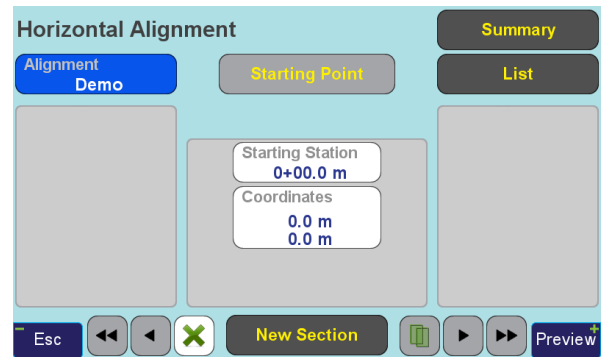 Horizontal Alignment
Summary
Alignment
Demo
Starting Point
List
Starting Station
0+00.0 m
Coordinates
0.0 m
0.0 m
- Esc
New Section
Preview +